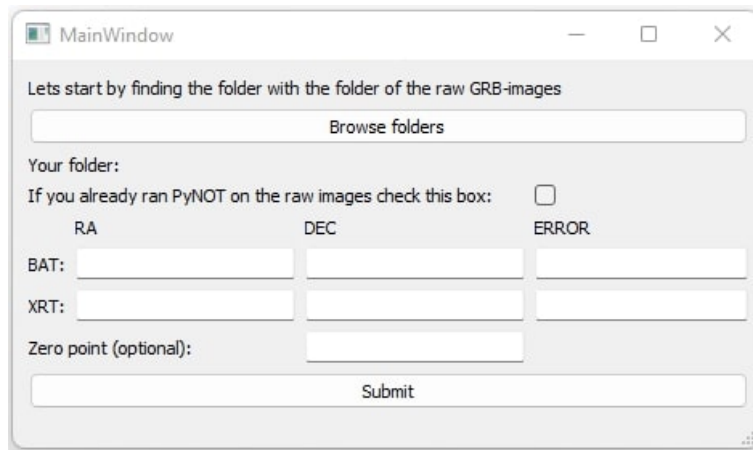 MainWindow
Lets start by finding the folder with the folder of the raw GRB-images
Browse folders
Your folder:
If you already ran PyNOT on the raw images check this box:
RA DEC ERROR
BAT:
XRT:
Zero point (optional):
Submit